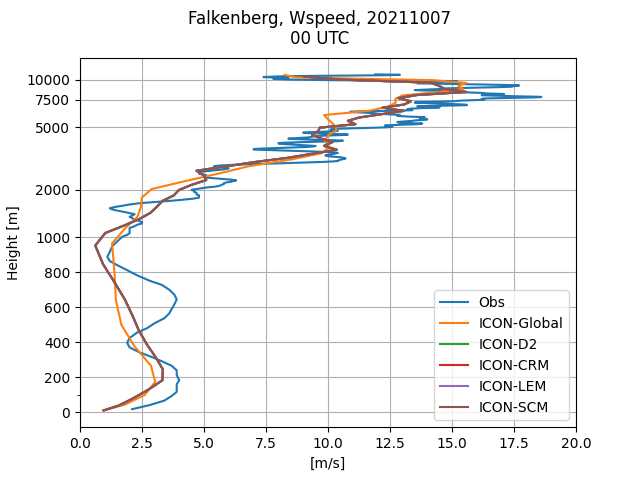 Falkenberg, Wspeed, 20211007
00 UTC
Height [m]
10000
7500
5000
2000
1000
800
600
400
200
0
0.0 2.5 5.0 7.5 10.0 12.5 15.0 17.5 20.0
[m/s]
Obs
ICON-Global
ICON-D2
ICON-CRM
ICON-LEM
ICON-SCM